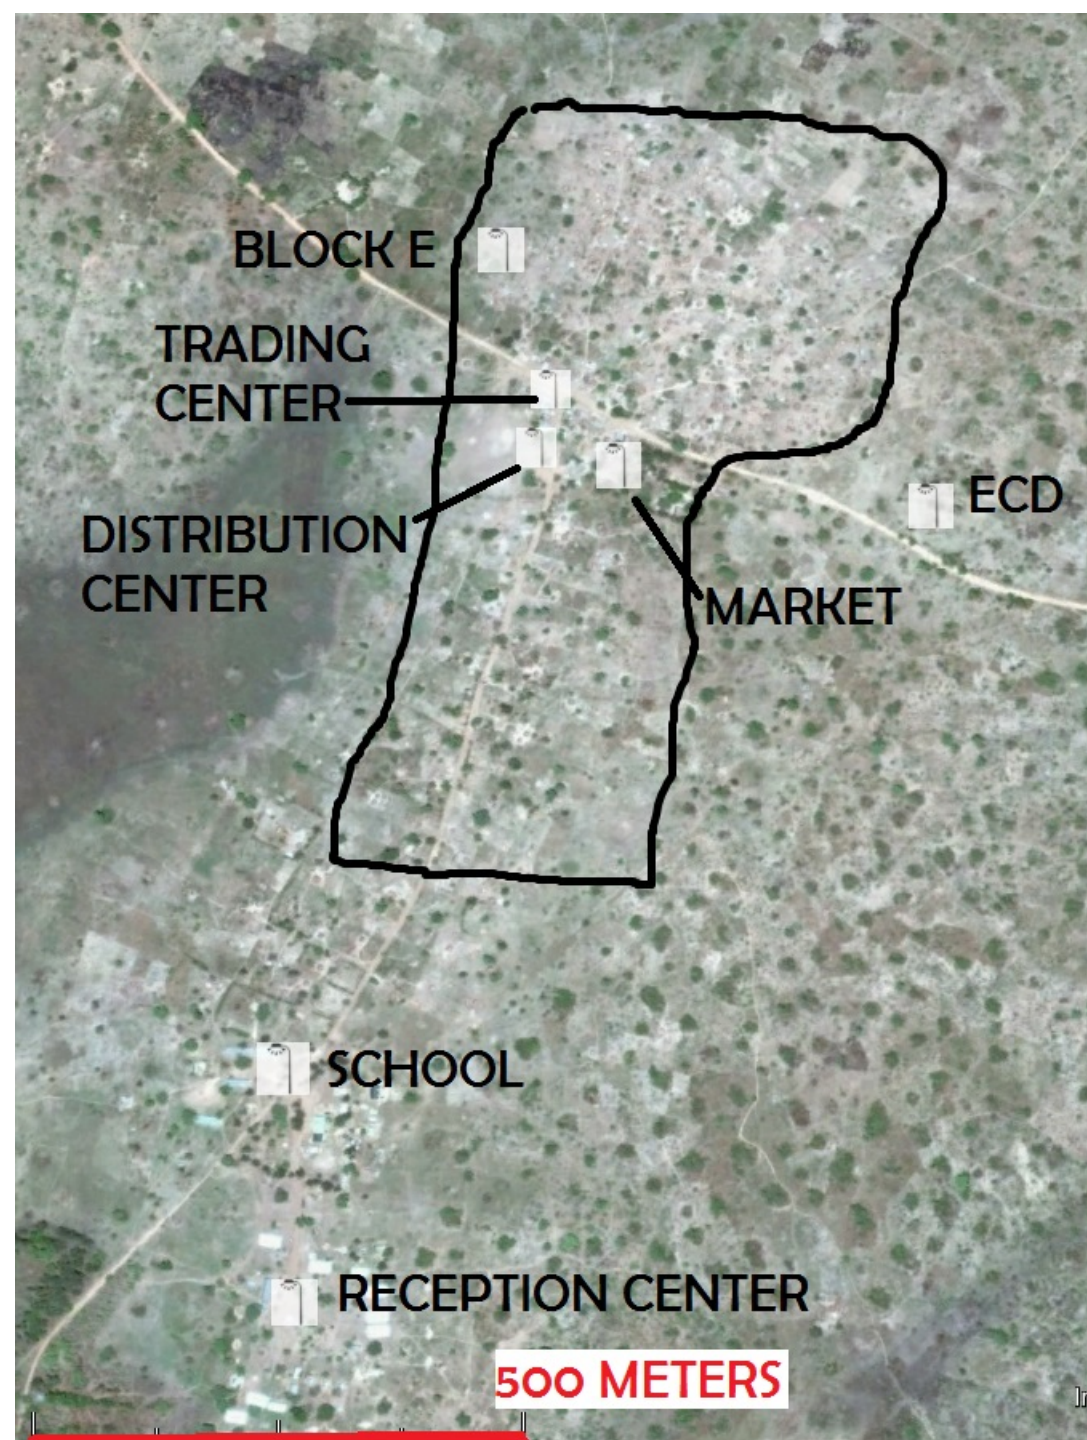 BLOCK E
TRADING
CENTER
ECD
DISTRIBUTION
CENTER
MARKET
SCHOOL
RECEPTION CENTER
500 METERS